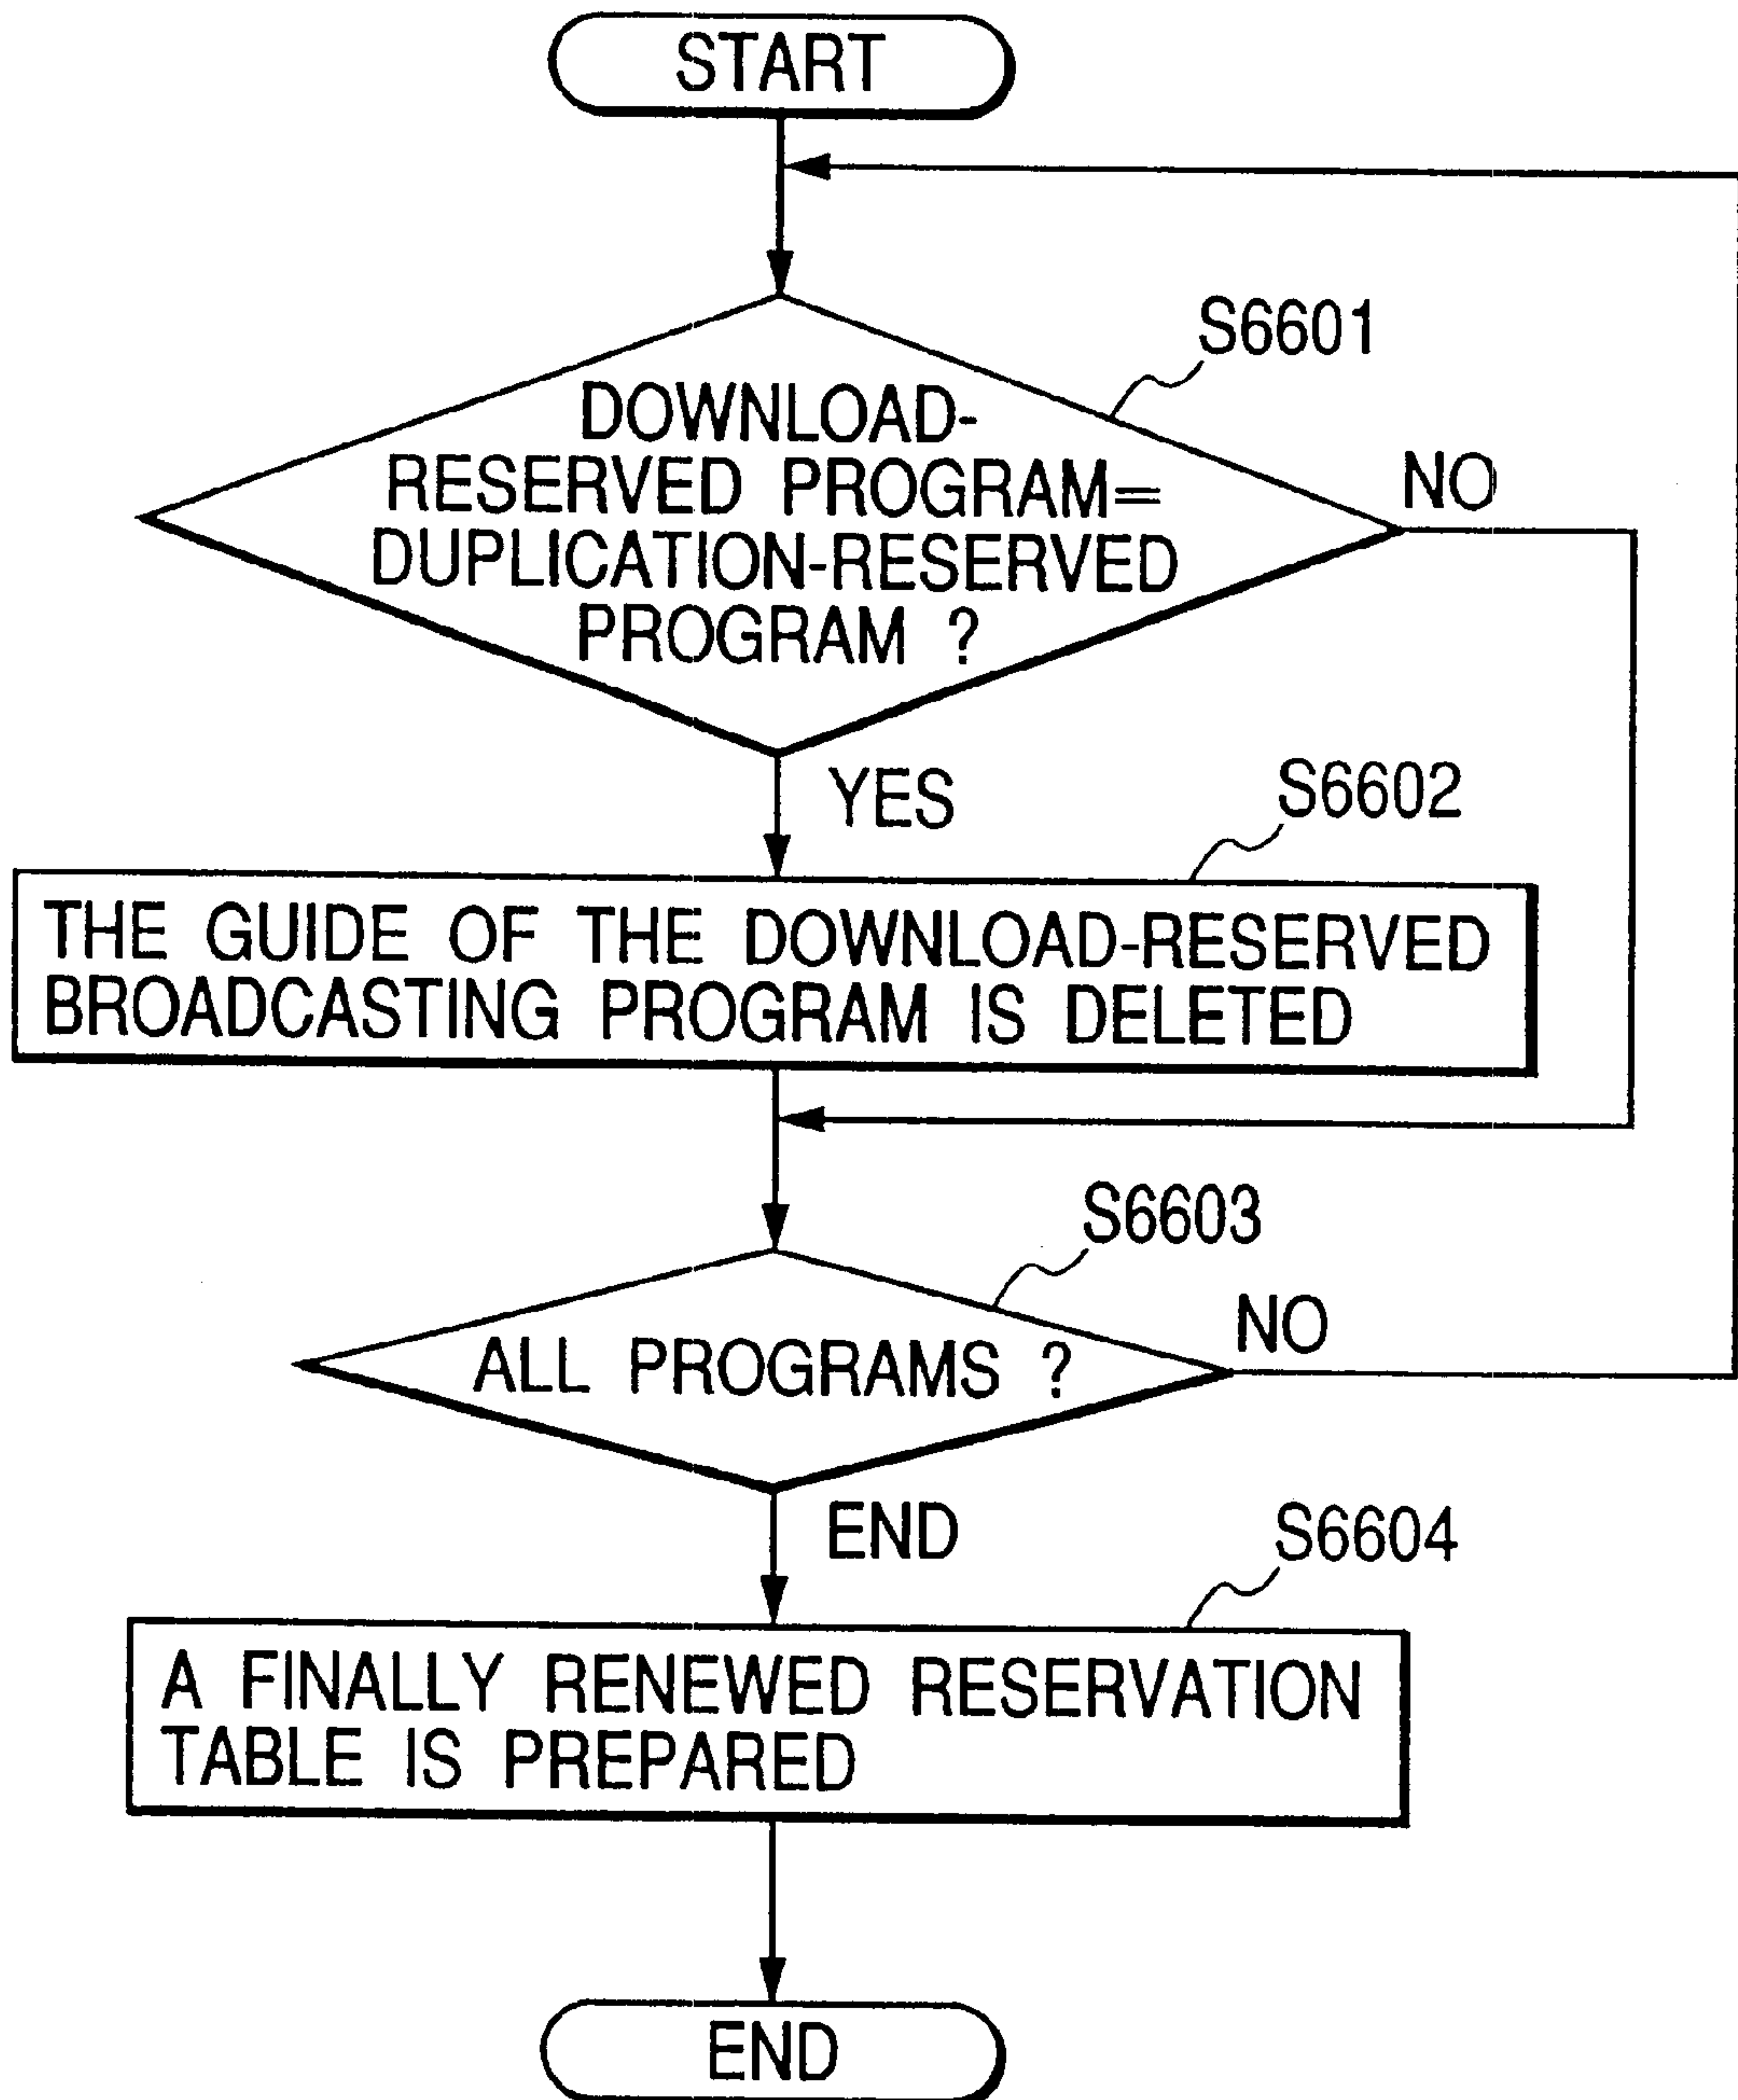 START
S6601
DOWNLOAD-
RESERVED PROGRAM=
DUPLICATION-RESERVED
PROGRAM ?
NO
YES
S6602
THE GUIDE OF THE DOWNLOAD-RESERVED
BROADCASTING PROGRAM IS DELETED
S6603
ALL PROGRAMS ?
NO
END
S6604
A FINALLY RENEWED RESERVATION
TABLE IS PREPARED
END